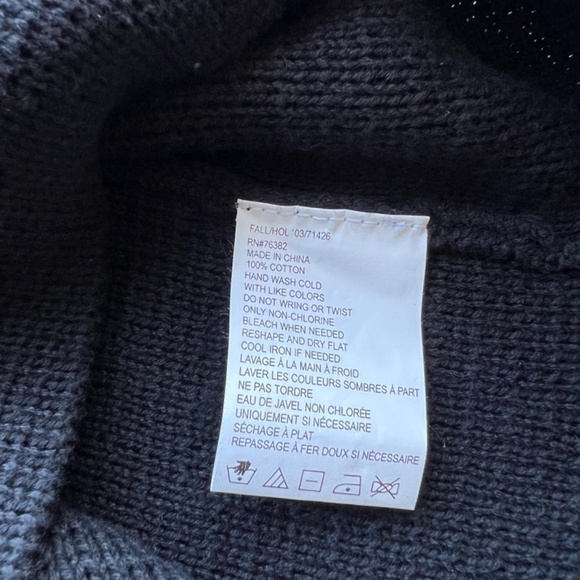 FALL/HOL '03/71426
RN#76382
MADE IN CHINA
100% COTTON
HAND WASH COLD
WITH LIKE COLORS
DO NOT WRING OR TWIST
ONLY NON-CHLORINE
BLEACH WHEN NEEDED
RESHAPE AND DRY FLAT
COOL IRON IF NEEDED
LAVAGE À LA MAIN À FROID
LAVER LES COULEURS SOMBRES À PART
NE PAS TORDRE
EAU DE JAVEL NON CHLORÉE
UNIQUEMENT SI NÉCESSAIRE
SÉCHAGE À PLAT
REPASSAGE À FER DOUX SI NÉCESSAIRE